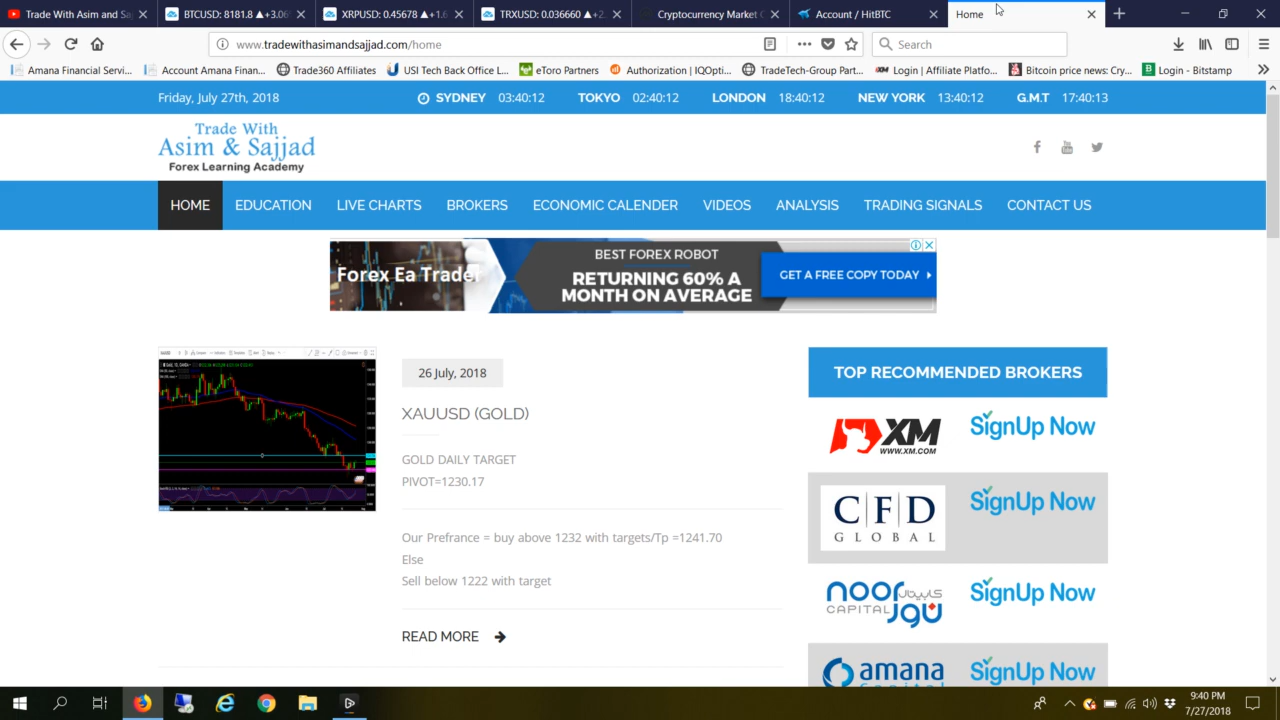 Trade With Asim and Sa
BTCUSD: 8181.8 ▲+3.0
XRPUSD: 0.45678 ▲+1.
TRXUSD: 0.036660 ▲+2.
Cryptocurrency Market C
Account / HitBTC
Home
www.tradewithasimandsajjad.com/home
Search
Amana Financial Servi...
Account Amana Finan...
Trade360 Affiliates
USI Tech Back Office L...
eToro Partners
Authorization | IQOpti...
TradeTech-Group Part...
XM Login | Affiliate Platfo...
Bitcoin price news: Cry...
B Login - Bitstamp
Friday, July 27th, 2018
SYDNEY 03:40:12
TOKYO 02:40:12
LONDON 18:40:12
NEW YORK 13:40:12
G.M.T 17:40:13
Trade With
Asim & Sajjad
Forex Learning Academy
HOME
EDUCATION
LIVE CHARTS
BROKERS
ECONOMIC CALENDER
VIDEOS
ANALYSIS
TRADING SIGNALS
CONTACT US
Forex Ea Trader
BEST FOREX ROBOT
RETURNING 60% A
MONTH ON AVERAGE
GET A FREE COPY TODAY
26 July, 2018
XAUUSD (GOLD)
GOLD DAILY TARGET
PIVOT=1230.17
Our Prefrance = buy above 1232 with targets/Tp =1241.70
Else
Sell below 1222 with target
READ MORE
TOP RECOMMENDED BROKERS
XM
WWW.XM.COM
SignUp Now
CFD
GLOBAL
SignUp Now
noor نور
CAPITAL كابيتال
SignUp Now
amana
SignUp Now
9:40 PM
7/27/2018